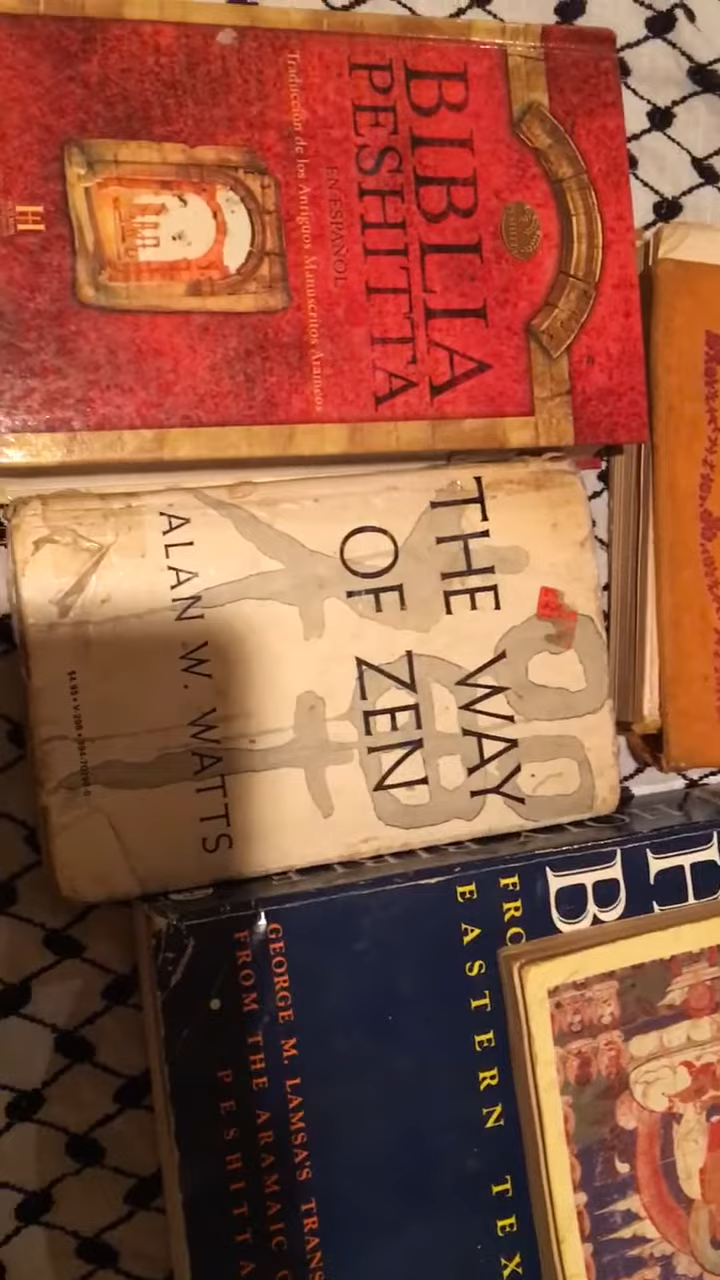 BIBLIA
PESHITTA
EN ESPAÑOL
Traducción de los Antiguos Manuscritos Arameos
THE WAY
OF ZEN
ALAN W. WATTS
H
B
FRO
EASTERN TEX
GEORGE M. LAMSA'S TRANS
FROM THE ARAMAIC O
PESHITTA